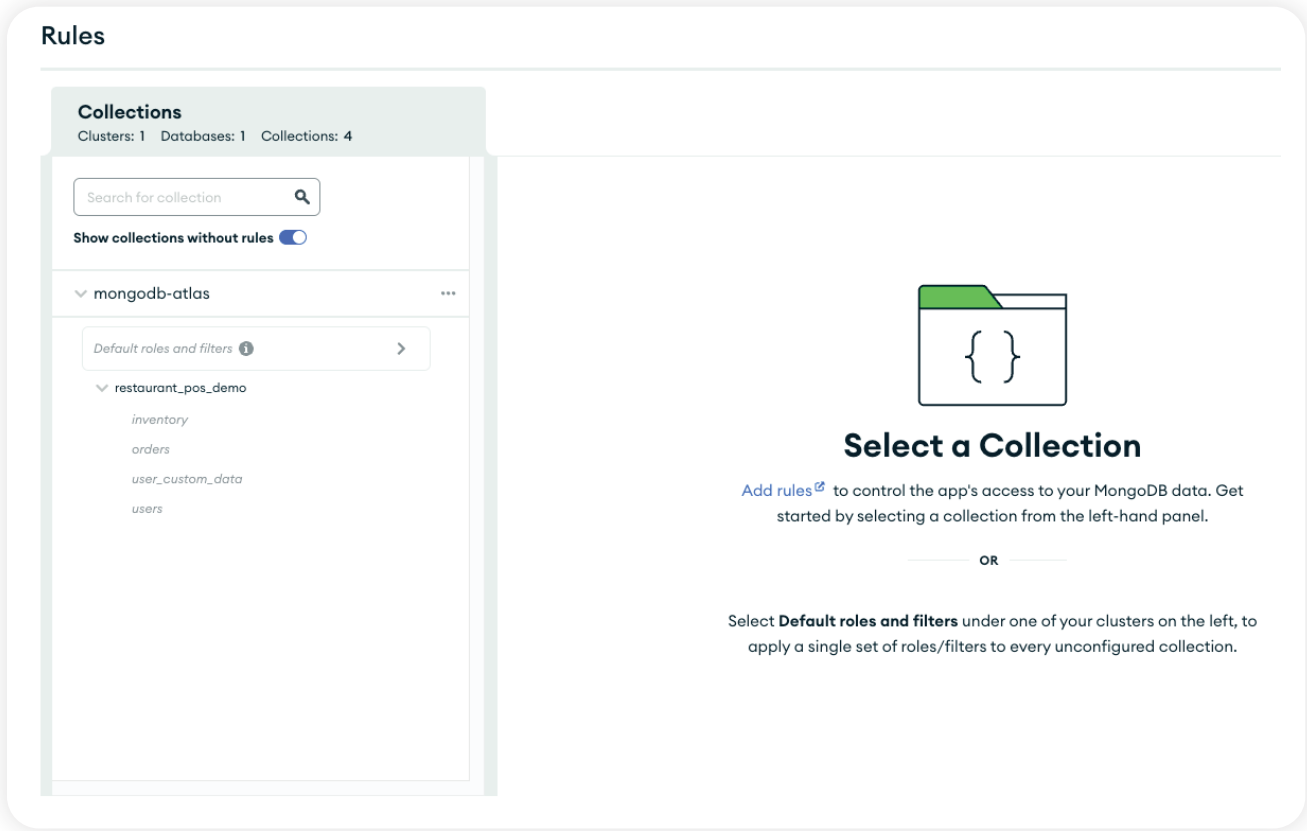 Rules
Collections
Clusters: 1 Databases: 1 Collections: 4
Search for collection
Show collections without rules
mongodb-atlas
Default roles and filters
restaurant_pos_demo
inventory
orders
user_custom_data
users
{ }
Select a Collection
Add rules to control the app's access to your MongoDB data. Get
started by selecting a collection from the left-hand panel.
OR
Select Default roles and filters under one of your clusters on the left, to
apply a single set of roles/filters to every unconfigured collection.